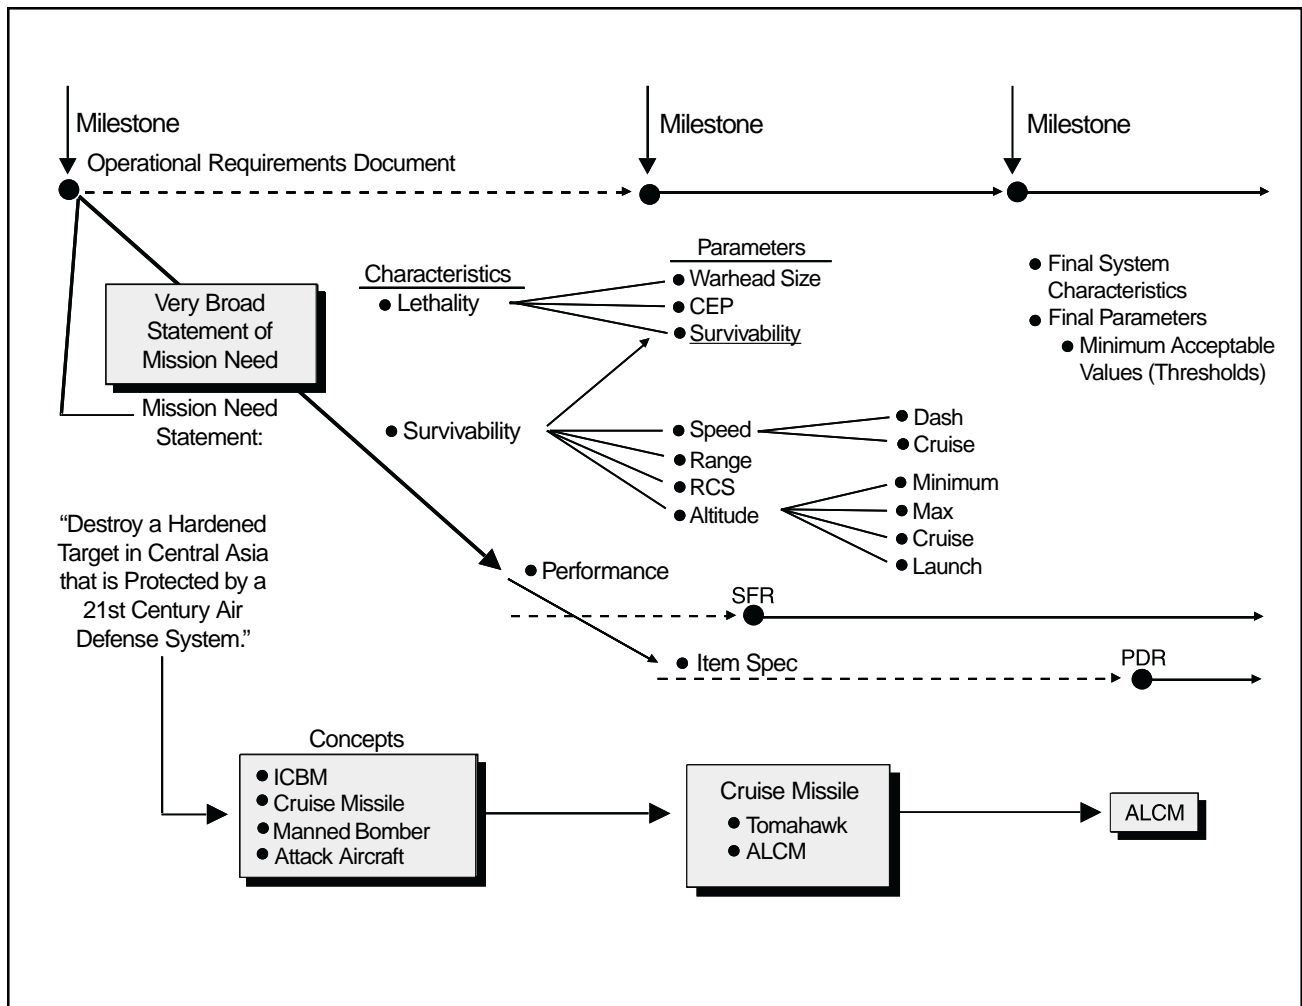 Milestone
Milestone
Milestone
Operational Requirements Document
Very Broad
Statement of
Mission Need
Mission Need
Statement:
“Destroy a Hardened
Target in Central Asia
that is Protected by a
21st Century Air
Defense System.”
Characteristics
● Lethality
● Survivability
Parameters
● Warhead Size
● CEP
● Survivability
● Speed
● Range
● RCS
● Altitude
● Dash
● Cruise
● Minimum
● Max
● Cruise
● Launch
● Final System
Characteristics
● Final Parameters
● Minimum Acceptable
Values (Thresholds)
● Performance
SFR
● Item Spec
PDR
Concepts
● ICBM
● Cruise Missile
● Manned Bomber
● Attack Aircraft
Cruise Missile
● Tomahawk
● ALCM
ALCM